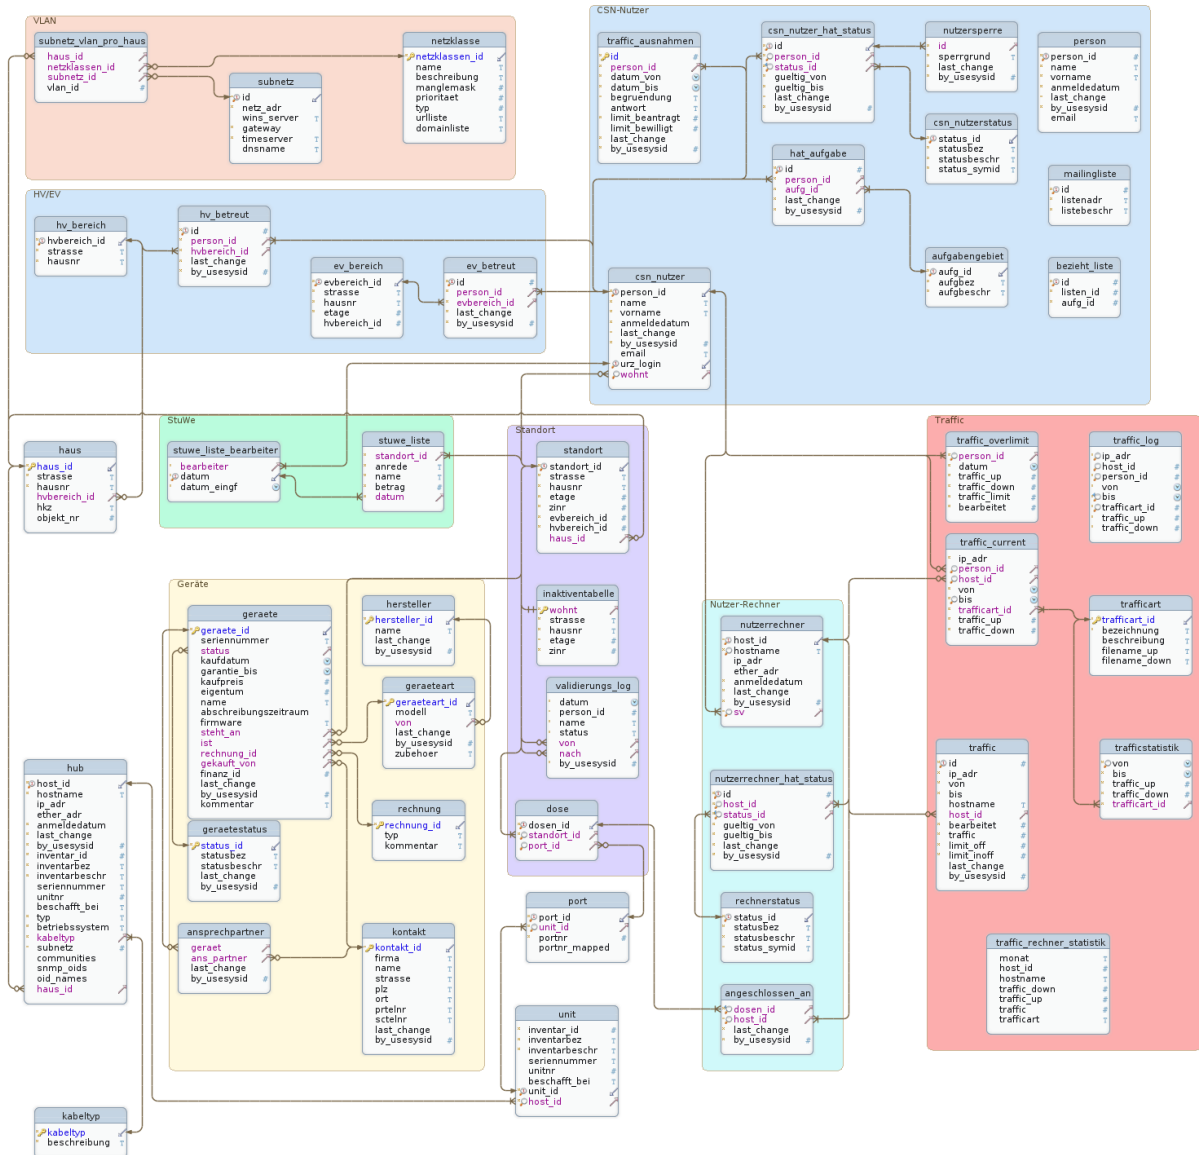 VLAN
subnetz_vlan_pro_haus
haus_id
netzklassen_id
subnetz_id
vlan_id
#
subnetz
id
netz_adr
wins_server
gateway
timeserver
dnsname
netzklasse
netzklassen_id
name
beschreibung
manglemask
prioritaet
typ
urlliste
domainliste
CSN-Nutzer
traffic_ausnahmen
id
person_id
datum_von
datum_bis
begruendung
antwort
limit_beantragt
limit_bewilligt
last_change
by_usesysid
csn_nutzer_hat_status
id
person_id
status_id
gueltig_von
gueltig_bis
last_change
by_usesysid
nutzersperre
id
sperrgrund
last_change
by_usesysid
person
person_id
name
vorname
anmeldedatum
last_change
by_usesysid
email
csn_nutzerstatus
status_id
statusbez
statusbeschr
status_symid
hat_aufgabe
id
person_id
aufg_id
last_change
by_usesysid
mailingliste
id
listenadr
listebeschr
aufgabengebiet
aufg_id
aufgbez
aufgbeschr
bezieht_liste
id
listen_id
aufg_id
csn_nutzer
person_id
name
vorname
anmeldedatum
last_change
by_usesysid
email
urz_login
wohnt
HV/EV
hv_bereich
hvbereich_id
strasse
hausnr
hv_betreut
id
person_id
hvbereich_id
last_change
by_usesysid
ev_bereich
evbereich_id
strasse
hausnr
etage
hvbereich_id
ev_betreut
id
person_id
evbereich_id
last_change
by_usesysid
haus
haus_id
strasse
hausnr
hvbereich_id
hkz
objekt_nr
StuWe
stuwe_liste_bearbeiter
bearbeiter
datum
datum_eingf
stuwe_liste
standort_id
anrede
name
betrag
datum
Standort
standort
standort_id
strasse
hausnr
etage
zinr
evbereich_id
hvbereich_id
haus_id
inaktiventabelle
wohnt
strasse
hausnr
etage
zinr
validierungs_log
datum
person_id
name
status
von
nach
by_usesysid
dose
dosen_id
standort_id
port_id
Geräte
geraete
geraete_id
seriennummer
status
kaufdatum
garantie_bis
kaufpreis
eigentum
name
abschreibungszeitraum
firmware
steht_an
ist
rechnung_id
gekauft_von
finanz_id
last_change
by_usesysid
kommentar
hersteller
hersteller_id
name
last_change
by_usesysid
geraeteart
geraeteart_id
modell
von
last_change
by_usesysid
zubehoer
rechnung
rechnung_id
typ
kommentar
geraetestatus
status_id
statusbez
statusbeschr
last_change
by_usesysid
ansprechpartner
geraet
ans_partner
last_change
by_usesysid
kontakt
kontakt_id
firma
name
strasse
plz
ort
prtelnr
sctelnr
last_change
by_usesysid
hub
host_id
hostname
ip_adr
ether_adr
anmeldedatum
last_change
by_usesysid
inventar_id
inventarbez
inventarbeschr
seriennummer
unitnr
beschafft_bei
typ
betriebssystem
kabeltyp
subnetz
communities
snmp_oids
oid_names
haus_id
kabeltyp
kabeltyp
beschreibung
port
port_id
unit_id
portnr
portnr_mapped
unit
inventar_id
inventarbez
inventarbeschr
seriennummer
unitnr
beschafft_bei
unit_id
host_id
Nutzer-Rechner
nutzerrechner
host_id
hostname
ip_adr
ether_adr
anmeldedatum
last_change
by_usesysid
sv
nutzerrechner_hat_status
id
host_id
status_id
gueltig_von
gueltig_bis
last_change
by_usesysid
rechnerstatus
status_id
statusbez
statusbeschr
status_symid
angeschlossen_an
dosen_id
host_id
last_change
by_usesysid
Traffic
traffic_overlimit
person_id
datum
traffic_up
traffic_down
traffic_limit
bearbeitet
traffic_log
ip_adr
host_id
person_id
von
bis
trafficart_id
traffic_up
traffic_down
traffic_current
ip_adr
person_id
host_id
von
bis
trafficart_id
traffic_up
traffic_down
trafficart
trafficart_id
bezeichnung
beschreibung
filename_up
filename_down
traffic
id
ip_adr
von
bis
hostname
host_id
bearbeitet
traffic
limit_off
limit_inoff
last_change
by_usesysid
trafficstatistik
von
bis
traffic_up
traffic_down
trafficart_id
traffic_rechner_statistik
monat
host_id
hostname
traffic_down
traffic_up
traffic
trafficart